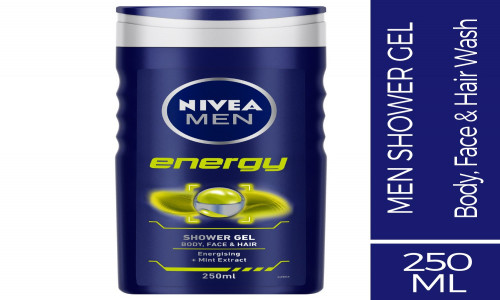 NIVEA
MEN
energy
SHOWER GEL
BODY, FACE & HAIR
Energising
+ Mint Extract
250ml
MEN SHOWER GEL
Body, Face & Hair Wash
250
ML